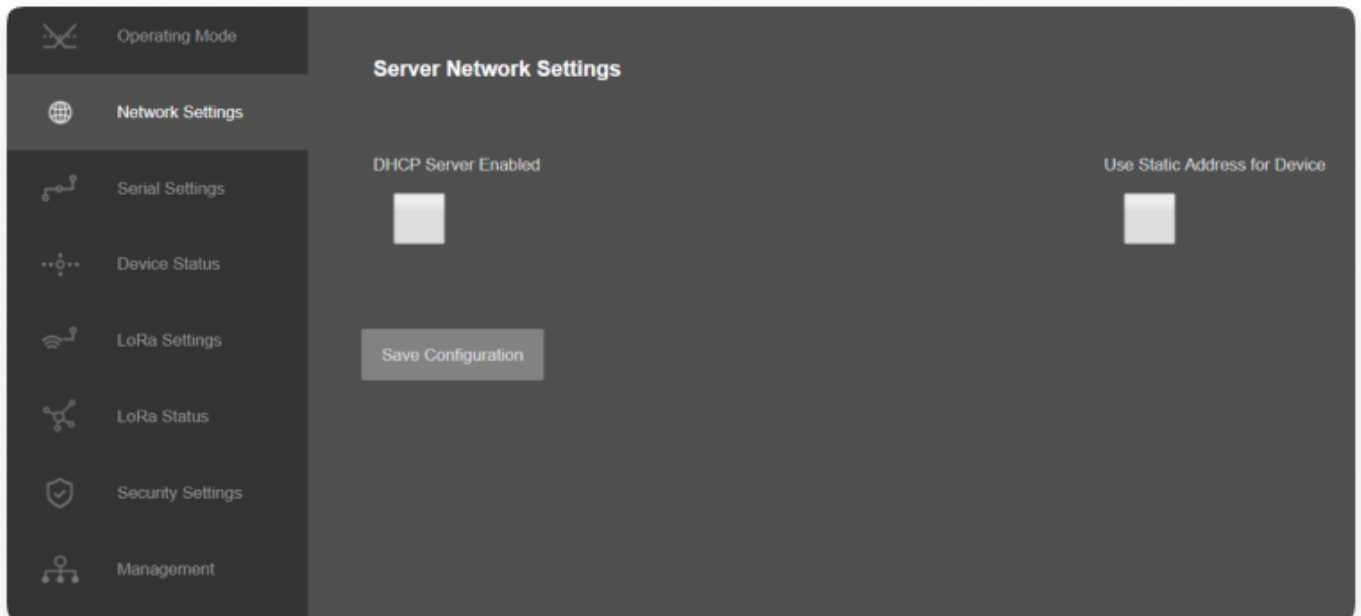 Operating Mode
Network Settings
Serial Settings
Device Status
LoRa Settings
LoRa Status
Security Settings
Management
Server Network Settings
DHCP Server Enabled
Use Static Address for Device
Save Configuration